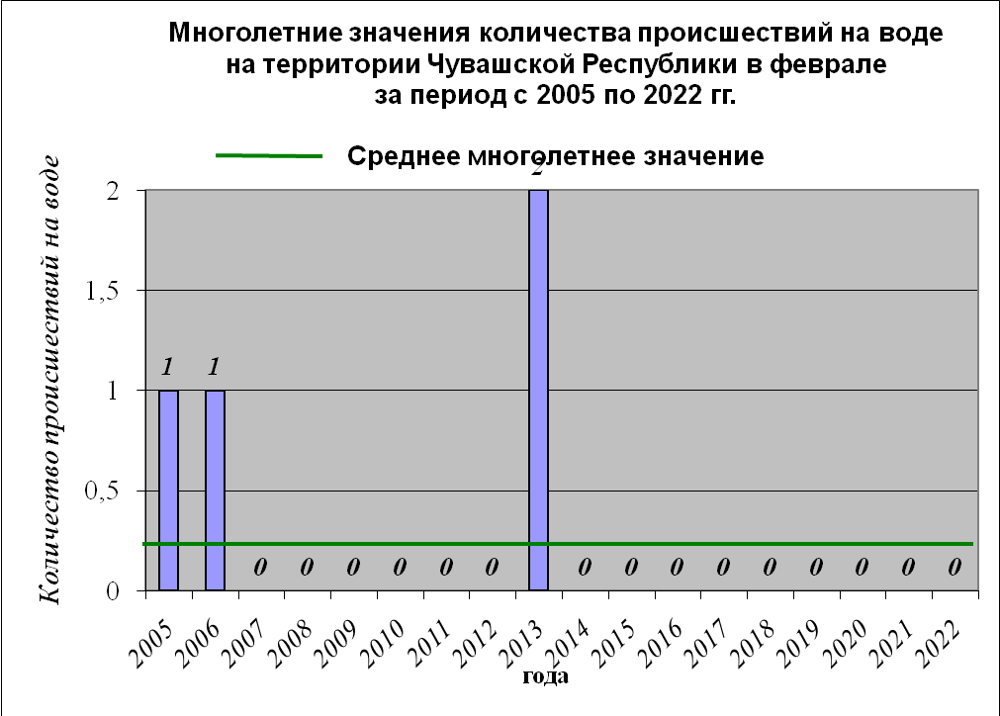 Многолетние значения количества происшествий на воде
на территории Чувашской Республики в феврале
за период с 2005 по 2022 гг.
Среднее многолетнее значение
Количество происшествий на воде
2
1,5
1
0,5
0
1 1 0 0 0 0 0 0 2 0 0 0 0 0 0 0 0 0
2005 2006 2007 2008 2009 2010 2011 2012 2013 2014 2015 2016 2017 2018 2019 2020 2021 2022
года